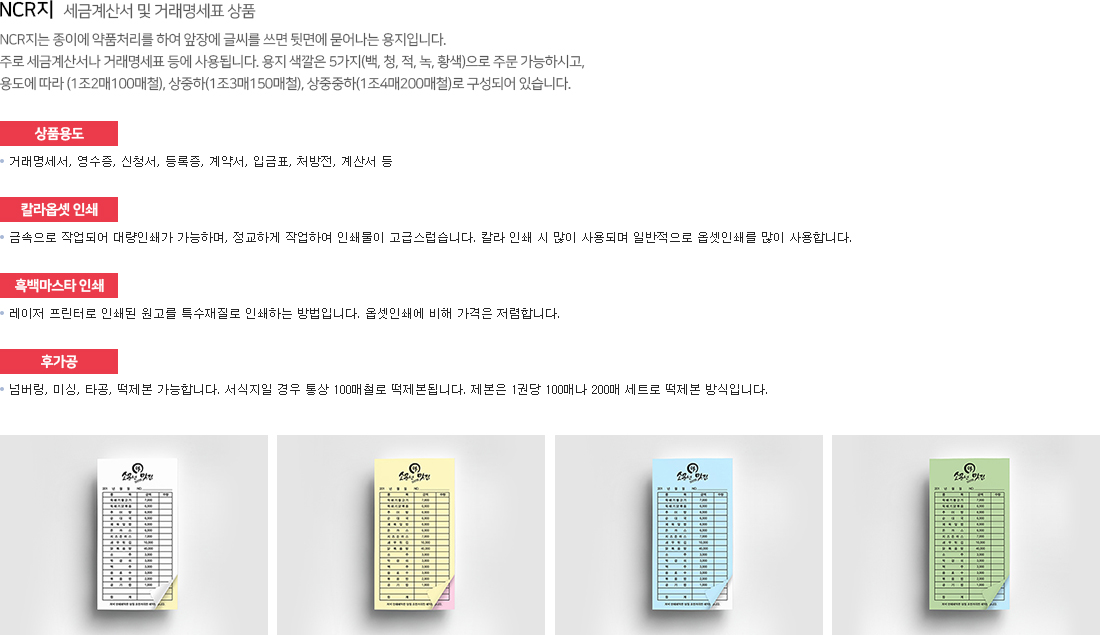 NCR지 세금계산서 및 거래명세표 상품
NCR지는 종이에 약품처리를 하여 앞장에 글씨를 쓰면 뒷면에 묻어나는 용지입니다.
주로 세금계산서나 거래명세표 등에 사용됩니다. 용지 색깔은 5가지(백, 청, 적, 녹, 황색)으로 주문 가능하시고,
용도에 따라 (1조2매100매철), 상중하(1조3매150매철), 상중중하(1조4매200매철)로 구성되어 있습니다.
상품용도
• 거래명세서, 영수증, 신청서, 등록증, 계약서, 입금표, 처방전, 계산서 등
칼라옵셋 인쇄
• 금속으로 작업되어 대량인쇄가 가능하며, 정교하게 작업하여 인쇄물이 고급스럽습니다. 칼라 인쇄 시 많이 사용되며 일반적으로 옵셋인쇄를 많이 사용합니다.
흑백마스타 인쇄
• 레이저 프린터로 인쇄된 원고를 특수재질로 인쇄하는 방법입니다. 옵셋인쇄에 비해 가격은 저렴합니다.
후가공
• 넘버링, 미싱, 타공, 떡제본 가능합니다. 서식지일 경우 통상 100매철로 떡제본됩니다. 제본은 1권당 100매나 200매 세트로 떡제본 방식입니다.